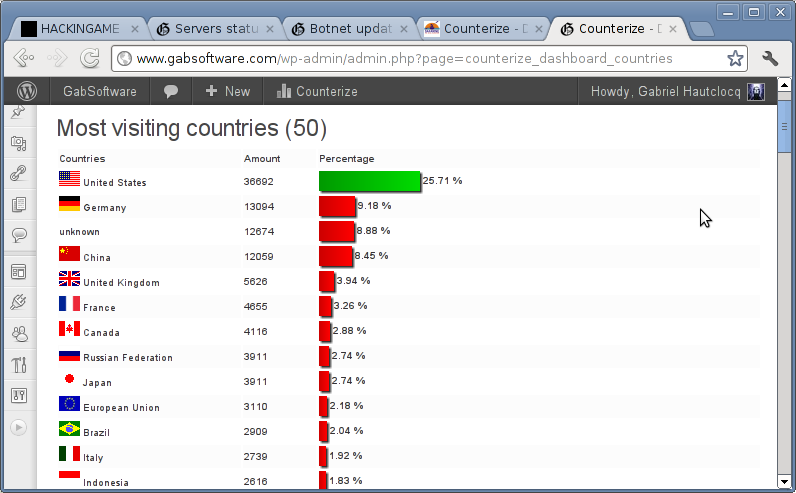 HACKINGAME
Servers statu
Botnet updat
Counterize - D
Counterize - D
www.gabsoftware.com/wp-admin/admin.php?page=counterize_dashboard_countries
GabSoftware + New Counterize Howdy, Gabriel Hautclocq
Most visiting countries (50)
Countries Amount Percentage
United States 36692 25.71 %
Germany 13094 9.18 %
unknown 12674 8.88 %
China 12059 8.45 %
United Kingdom 5626 3.94 %
France 4655 3.26 %
Canada 4116 2.88 %
Russian Federation 3911 2.74 %
Japan 3911 2.74 %
European Union 3110 2.18 %
Brazil 2909 2.04 %
Italy 2739 1.92 %
Indonesia 2616 1.83 %